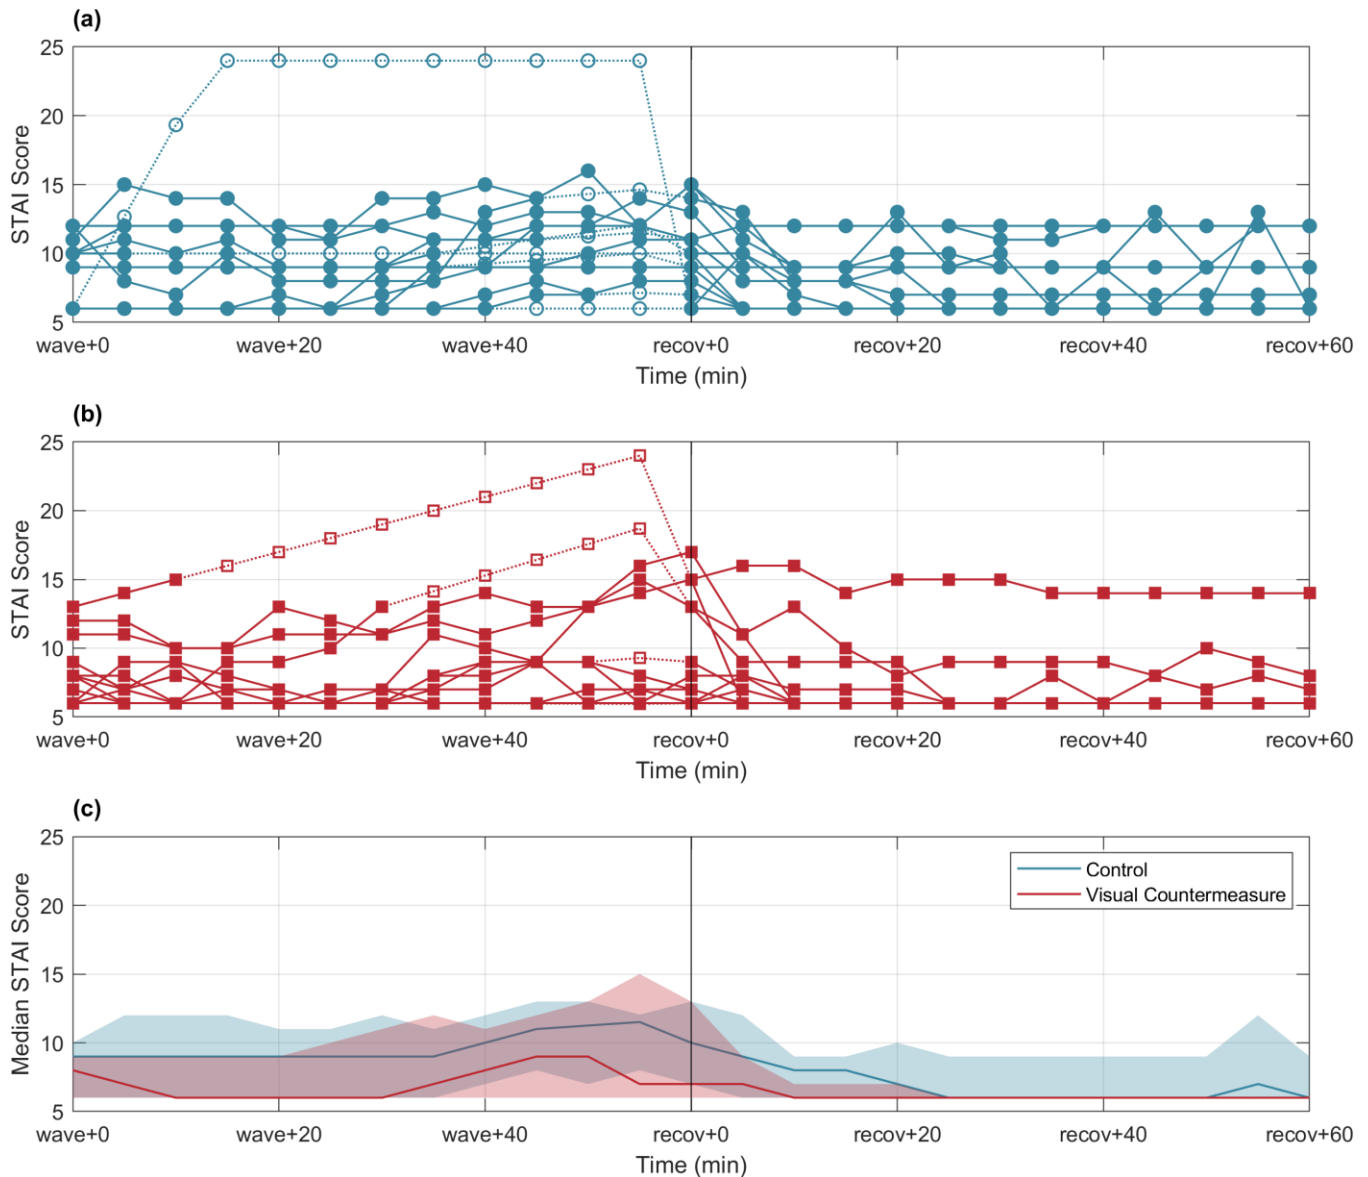 (a)
25
20
15
10
5
STAI Score
wave+0 wave+20 wave+40 recov+0 recov+20 recov+40 recov+60
Time (min)
(b)
25
20
15
10
5
STAI Score
wave+0 wave+20 wave+40 recov+0 recov+20 recov+40 recov+60
Time (min)
(c)
25
20
15
10
5
Median STAI Score
Control
Visual Countermeasure
wave+0 wave+20 wave+40 recov+0 recov+20 recov+40 recov+60
Time (min)